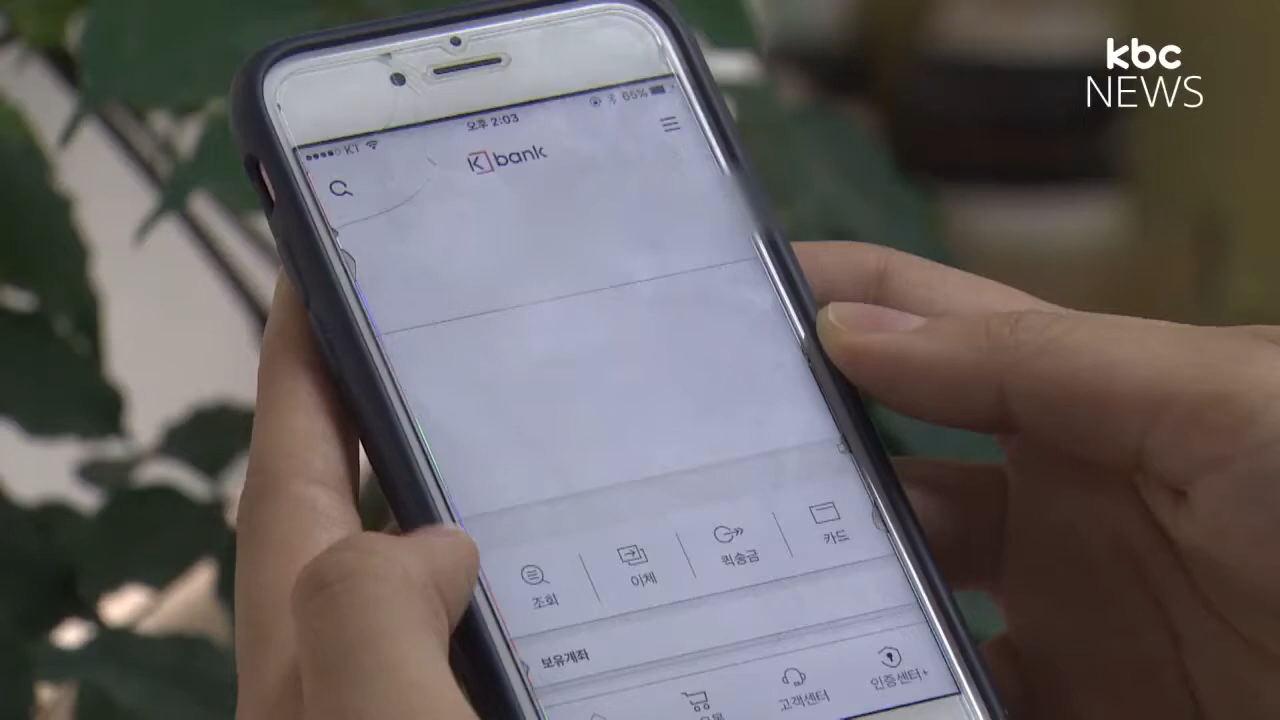 kbc
NEWS
KT 오후 2:03 65%
K bank
조회 이체 퀵송금 카드
보유계좌
고객센터 인증센터+